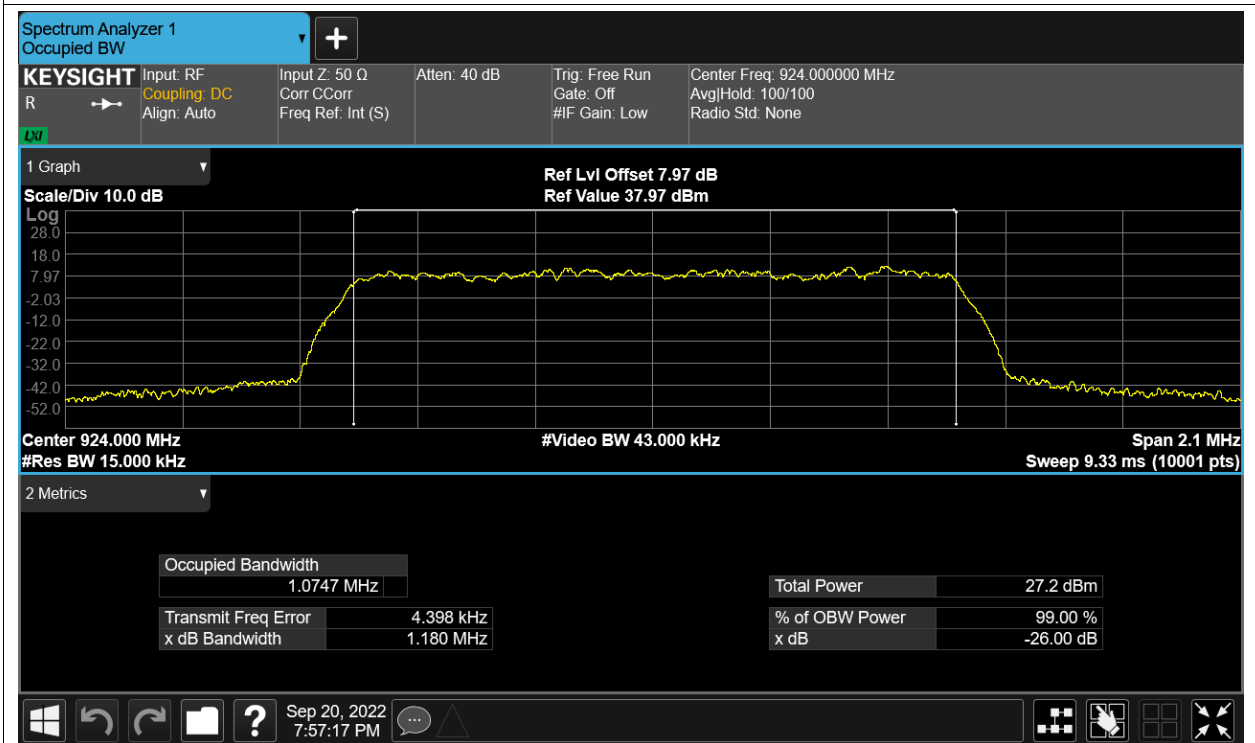 Spectrum Analyzer 1
Occupied BW
KEYSIGHT
R
LXI
Input: RF
Coupling: DC
Align: Auto
Input Z: 50 Ω
Corr CCorr
Freq Ref: Int (S)
Atten: 40 dB
Trig: Free Run
Gate: Off
#IF Gain: Low
Center Freq: 924.000000 MHz
Avg|Hold: 100/100
Radio Std: None
1 Graph
Scale/Div 10.0 dB
Ref Lvl Offset 7.97 dB
Ref Value 37.97 dBm
Log
28.0
18.0
7.97
-2.03
-12.0
-22.0
-32.0
-42.0
-52.0
Center 924.000 MHz
#Res BW 15.000 kHz
#Video BW 43.000 kHz
Span 2.1 MHz
Sweep 9.33 ms (10001 pts)
2 Metrics
Occupied Bandwidth
1.0747 MHz
Transmit Freq Error 4.398 kHz
x dB Bandwidth 1.180 MHz
Total Power 27.2 dBm
% of OBW Power 99.00 %
x dB -26.00 dB
?
Sep 20, 2022
7:57:17 PM